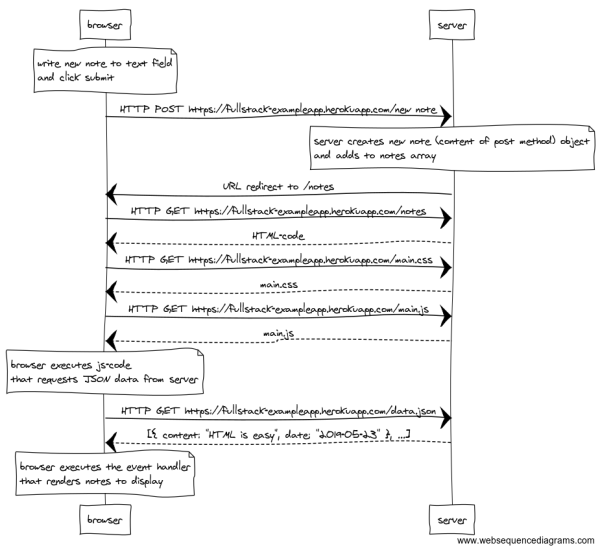 browser
server
write new note to text field
and click submit
HTTP POST https://fullstack-exampleapp.herokuapp.com/new note
server creates new note (content of post method) object
and adds to notes array
URL redirect to /notes
HTTP GET https://fullstack-exampleapp.herokuapp.com/notes
HTML-code
HTTP GET https://fullstack-exampleapp.herokuapp.com/main.css
main.css
HTTP GET https://fullstack-exampleapp.herokuapp.com/main.js
main.js
browser executes js-code
that requests JSON data from server
HTTP GET https://fullstack-exampleapp.herokuapp.com/data.json
[{ content: "HTML is easy", date: "2019-05-23" }, ...]
browser executes the event handler
that renders notes to display
browser
server
www.websequencediagrams.com